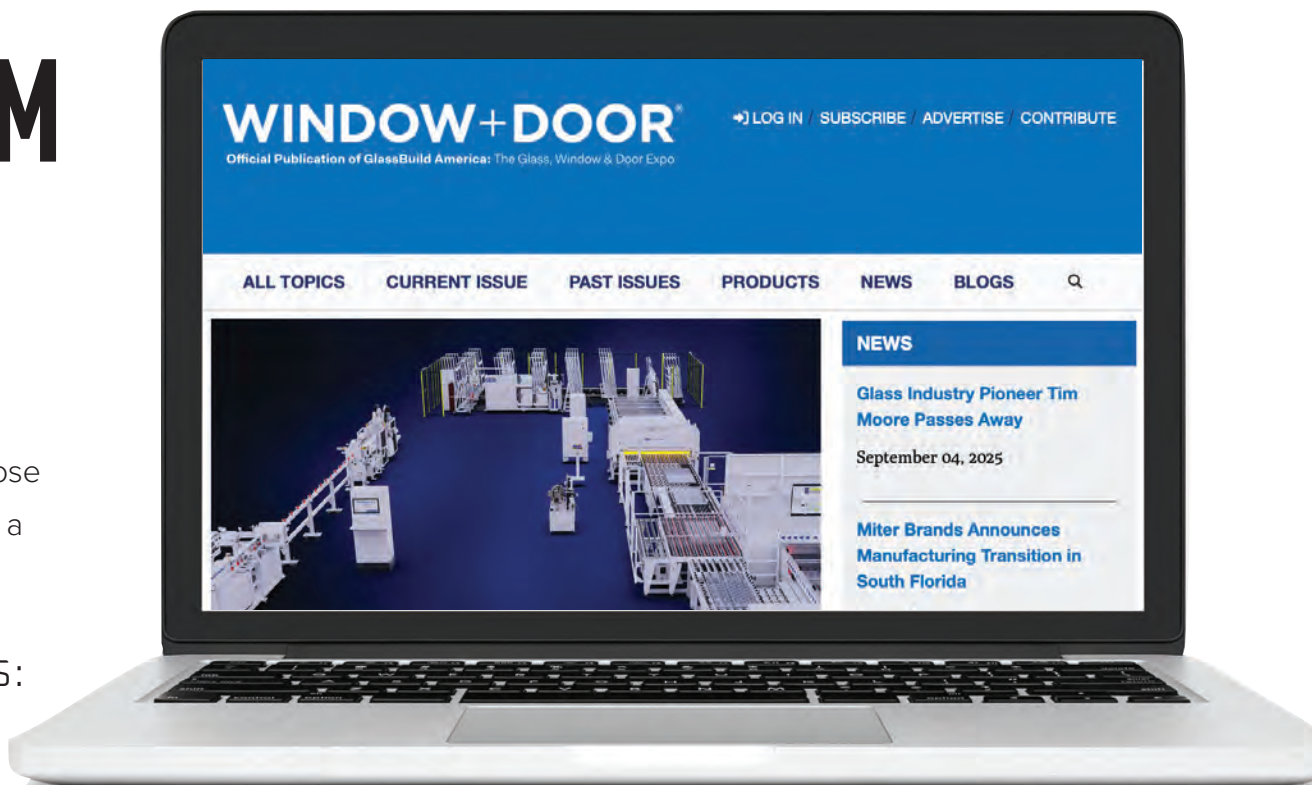 M
ose
a
S:
WINDOW+DOOR®
Official Publication of GlassBuild America: The Glass, Window & Door Expo
LOG IN / SUBSCRIBE / ADVERTISE / CONTRIBUTE
ALL TOPICS CURRENT ISSUE PAST ISSUES PRODUCTS NEWS BLOGS
NEWS
Glass Industry Pioneer Tim
Moore Passes Away
September 04, 2025
Miter Brands Announces
Manufacturing Transition in
South Florida